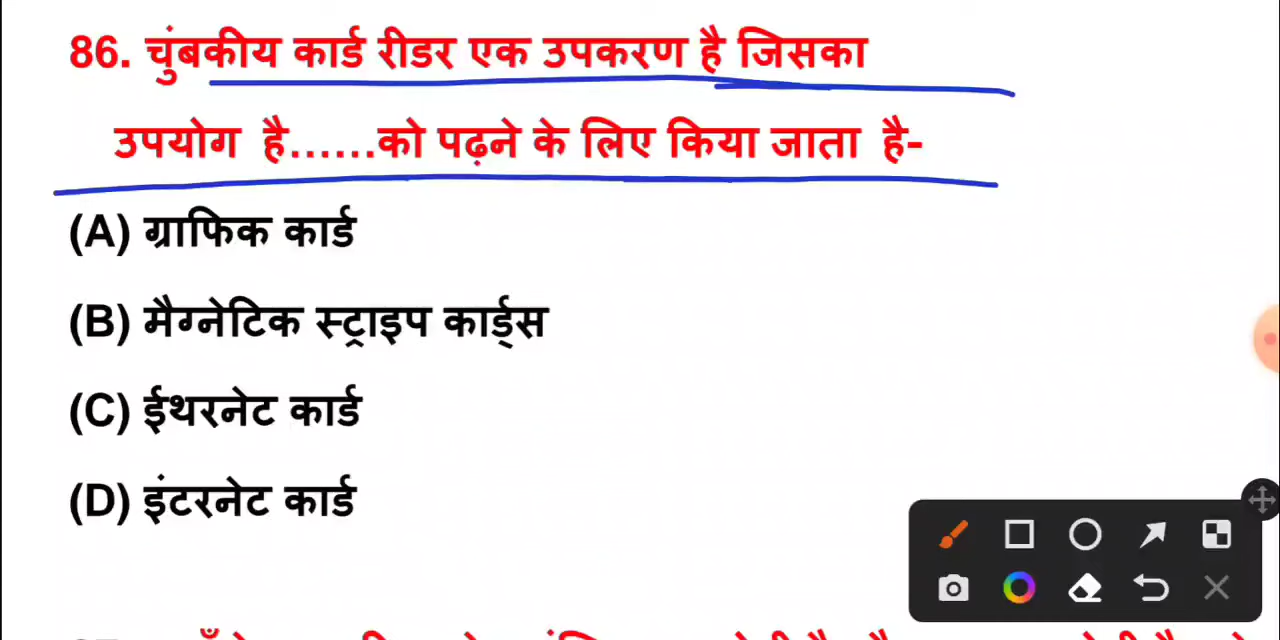 86. चुंबकीय कार्ड रीडर एक उपकरण है जिसका
उपयोग है......को पढ़ने के लिए किया जाता है-
(A) ग्राफिक कार्ड
(B) मैग्नेटिक स्ट्राइप कार्ड्स
(C) ईथरनेट कार्ड
(D) इंटरनेट कार्ड